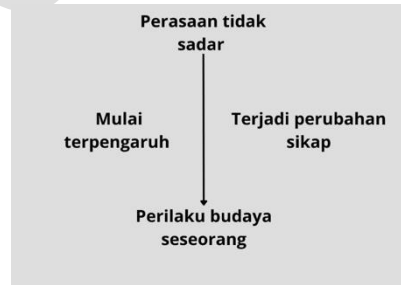 Perasaan tidak
sadar
Mulai
terpengaruh
Terjadi perubahan
sikap
Perilaku budaya
seseorang